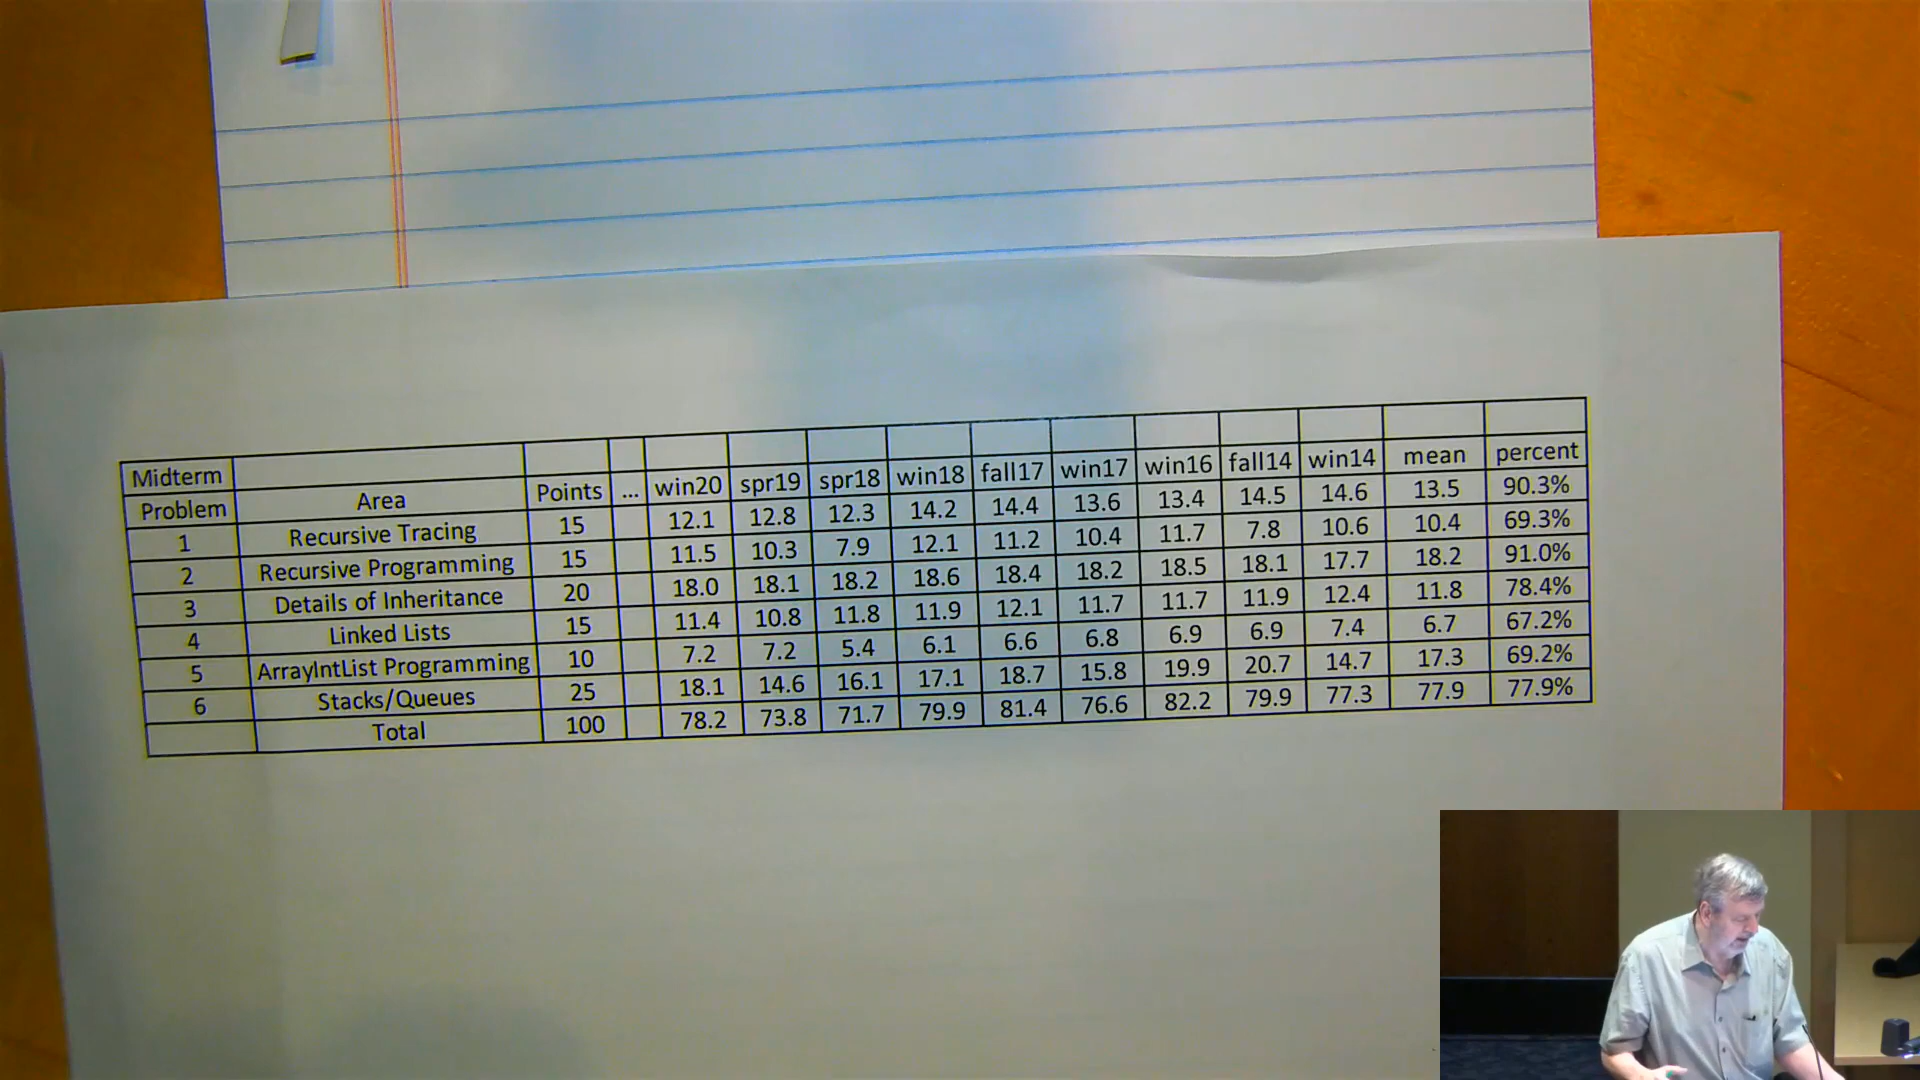 Midterm
Problem Area Points ... win20 spr19 spr18 win18 fall17 win17 win16 fall14 win14 mean percent
1 Recursive Tracing 15 12.1 12.8 12.3 14.2 14.4 13.6 13.4 14.5 14.6 13.5 90.3%
2 Recursive Programming 15 11.5 10.3 7.9 12.1 11.2 10.4 11.7 7.8 10.6 10.4 69.3%
3 Details of Inheritance 20 18.0 18.1 18.2 18.6 18.4 18.2 18.5 18.1 17.7 18.2 91.0%
4 Linked Lists 15 11.4 10.8 11.8 11.9 12.1 11.7 11.7 11.9 12.4 11.8 78.4%
5 ArrayIntList Programming 10 7.2 7.2 5.4 6.1 6.6 6.8 6.9 6.9 7.4 6.7 67.2%
6 Stacks/Queues 25 18.1 14.6 16.1 17.1 18.7 15.8 19.9 20.7 14.7 17.3 69.2%
Total 100 78.2 73.8 71.7 79.9 81.4 76.6 82.2 79.9 77.3 77.9 77.9%